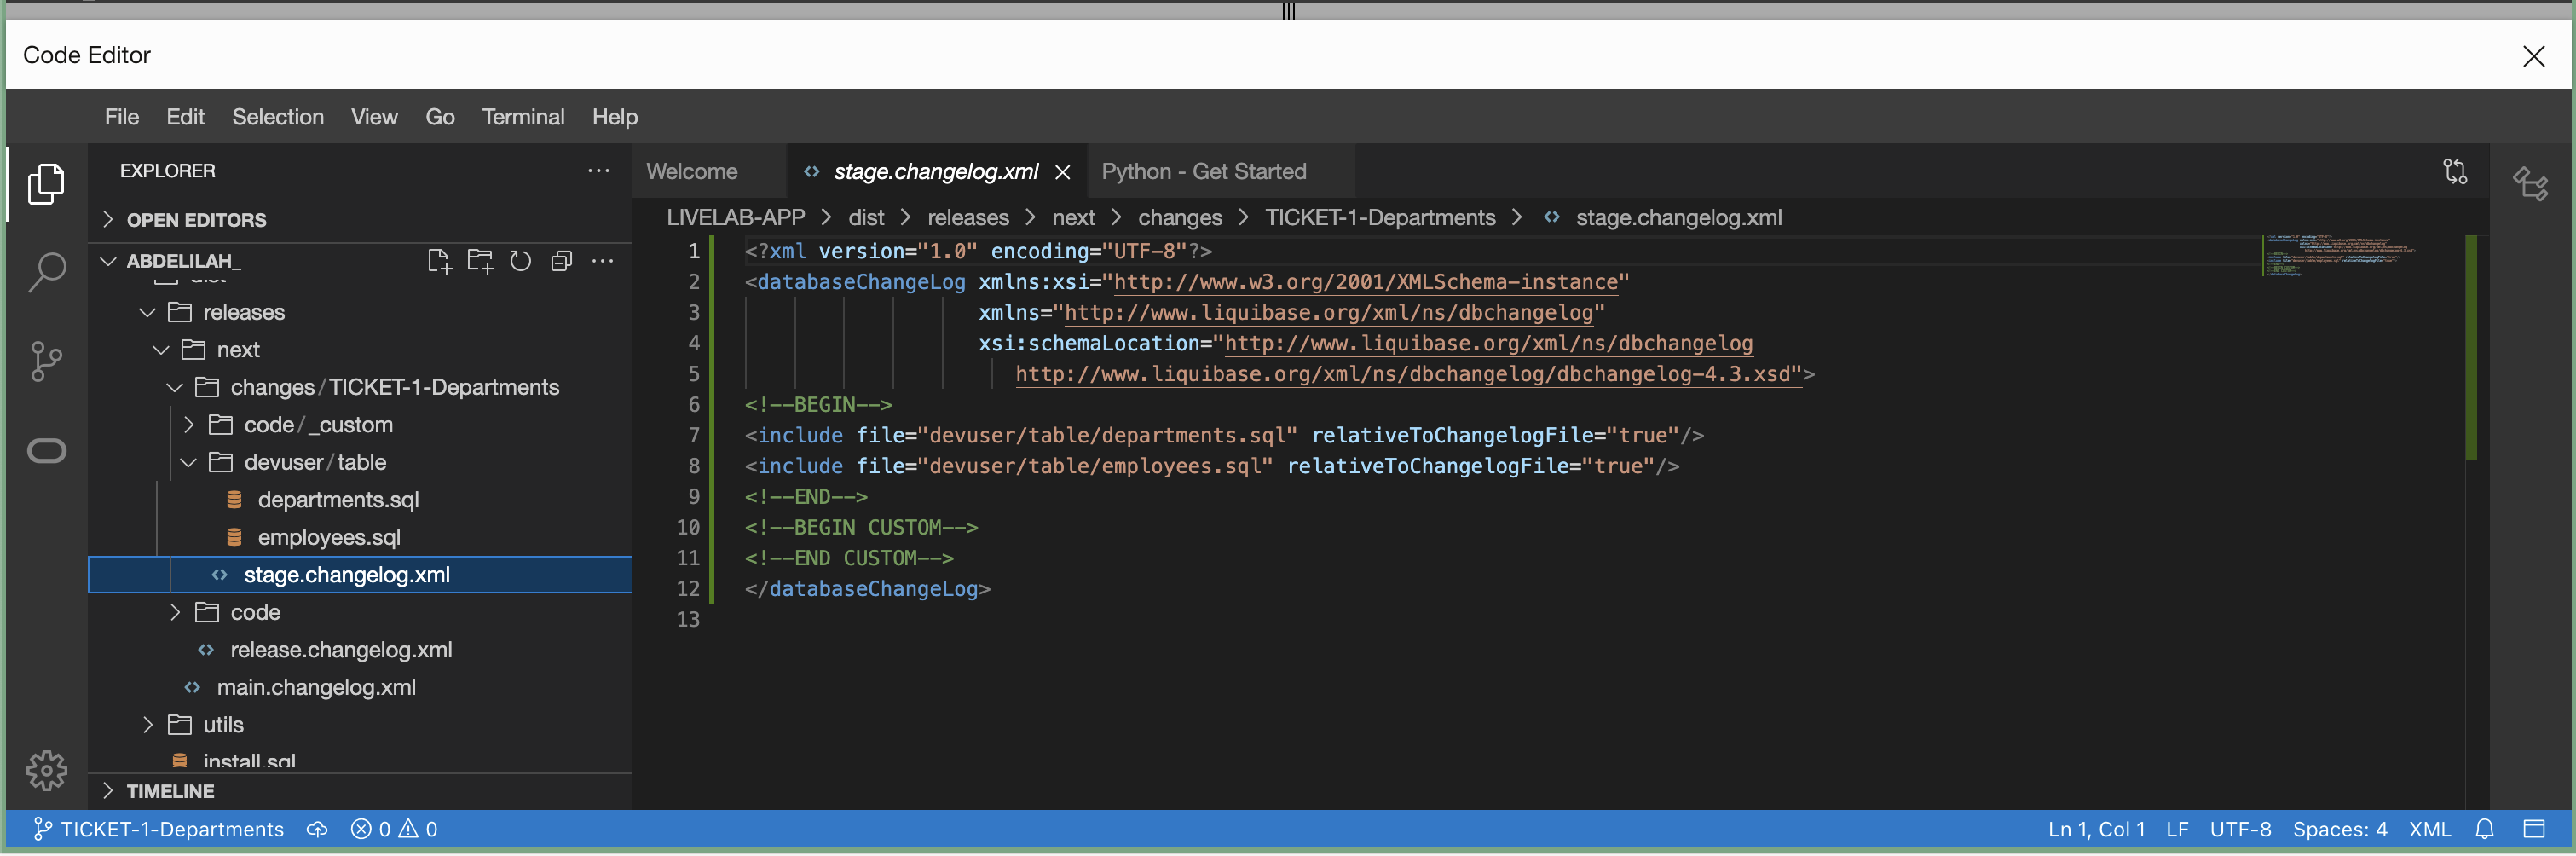 Code Editor
File Edit Selection View Go Terminal Help
EXPLORER
OPEN EDITORS
ABDELILAH_
dist
releases
next
changes/TICKET-1-Departments
code/_custom
devuser/table
departments.sql
employees.sql
stage.changelog.xml
code
release.changelog.xml
main.changelog.xml
utils
install.sql
TIMELINE
Welcome stage.changelog.xml Python - Get Started
LIVELAB-APP > dist > releases > next > changes > TICKET-1-Departments > stage.changelog.xml
1 <?xml version="1.0" encoding="UTF-8"?>
2 <databaseChangeLog xmlns:xsi="http://www.w3.org/2001/XMLSchema-instance"
3 xmlns="http://www.liquibase.org/xml/ns/dbchangelog"
4 xsi:schemaLocation="http://www.liquibase.org/xml/ns/dbchangelog
5 http://www.liquibase.org/xml/ns/dbchangelog/dbchangelog-4.3.xsd">
6 <!--BEGIN-->
7 <include file="devuser/table/departments.sql" relativeToChangelogFile="true"/>
8 <include file="devuser/table/employees.sql" relativeToChangelogFile="true"/>
9 <!--END-->
10 <!--BEGIN CUSTOM-->
11 <!--END CUSTOM-->
12 </databaseChangeLog>
13
TICKET-1-Departments 0 0 Ln 1, Col 1 LF UTF-8 Spaces: 4 XML